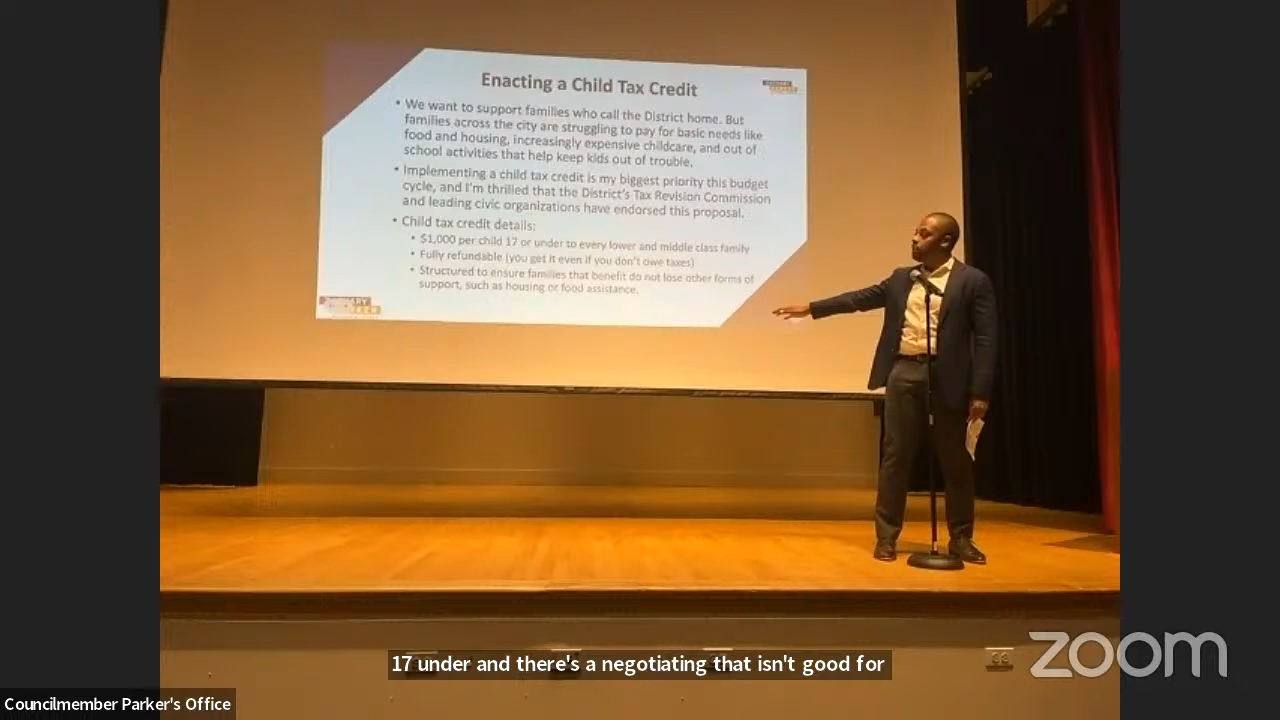 Enacting a Child Tax Credit
• We want to support families who call the District home. But
families across the city are struggling to pay for basic needs like
food and housing, increasingly expensive childcare, and out of
school activities that help keep kids out of trouble.
• Implementing a child tax credit is my biggest priority this budget
cycle, and I'm thrilled that the District's Tax Revision Commission
and leading civic organizations have endorsed this proposal.
• Child tax credit details:
• $1,000 per child 17 or under to every lower and middle class family
• Fully refundable (you get it even if you don't owe taxes)
• Structured to ensure families that benefit do not lose other forms of
support, such as housing or food assistance.
17 under and there's a negotiating that isn't good for
zoom
Councilmember Parker's Office